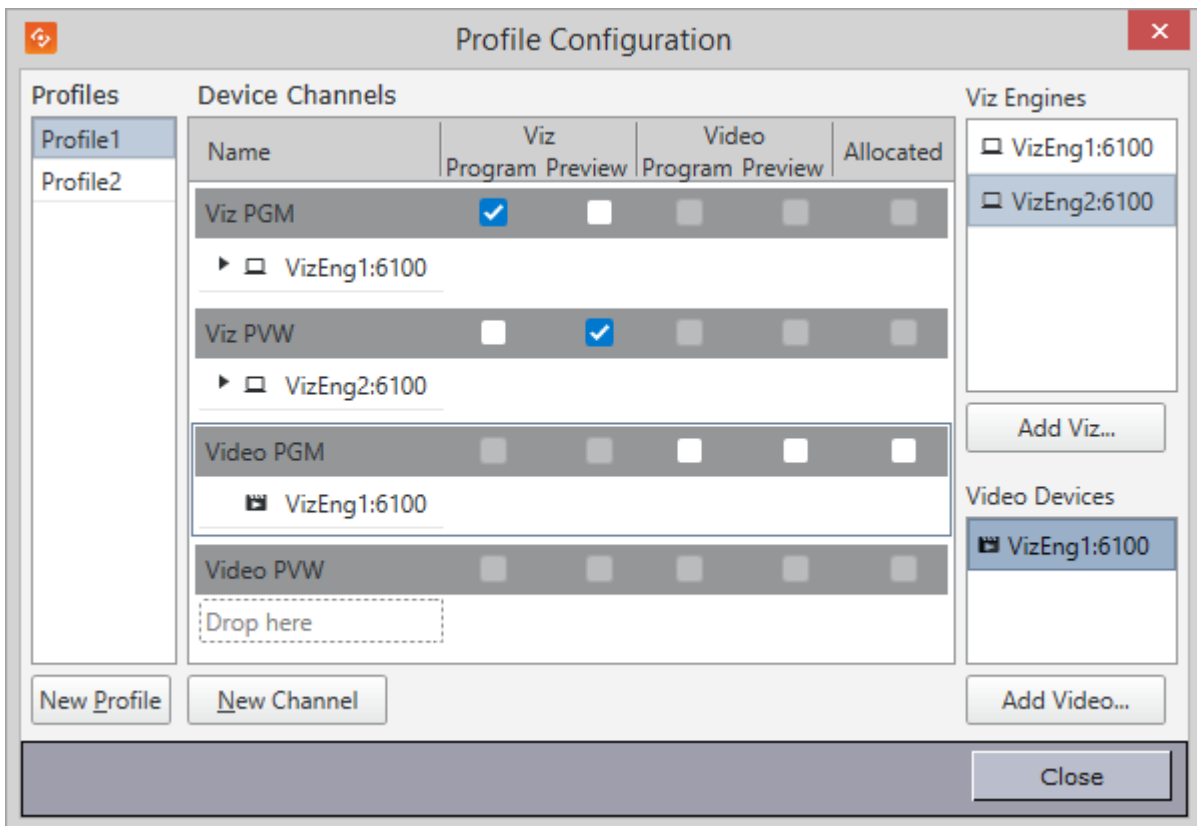 Profile Configuration
Profiles
Profile1
Profile2
New Profile
Device Channels
Name
Viz
Program Preview
Video
Program Preview
Allocated
Viz PGM
VizEng1:6100
Viz PVW
VizEng2:6100
Video PGM
VizEng1:6100
Video PVW
Drop here
New Channel
Viz Engines
VizEng1:6100
VizEng2:6100
Add Viz...
Video Devices
VizEng1:6100
Add Video...
Close